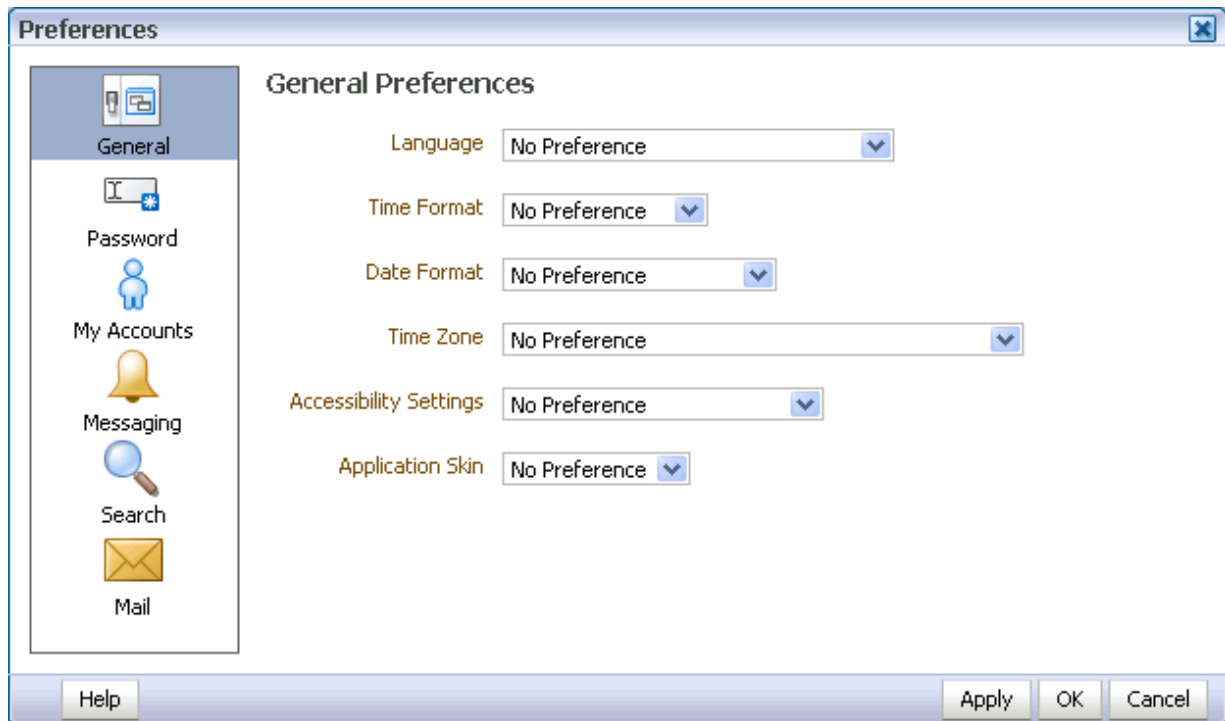 Preferences
General
Password
My Accounts
Messaging
Search
Mail
General Preferences
Language No Preference
Time Format No Preference
Date Format No Preference
Time Zone No Preference
Accessibility Settings No Preference
Application Skin No Preference
Help Apply OK Cancel